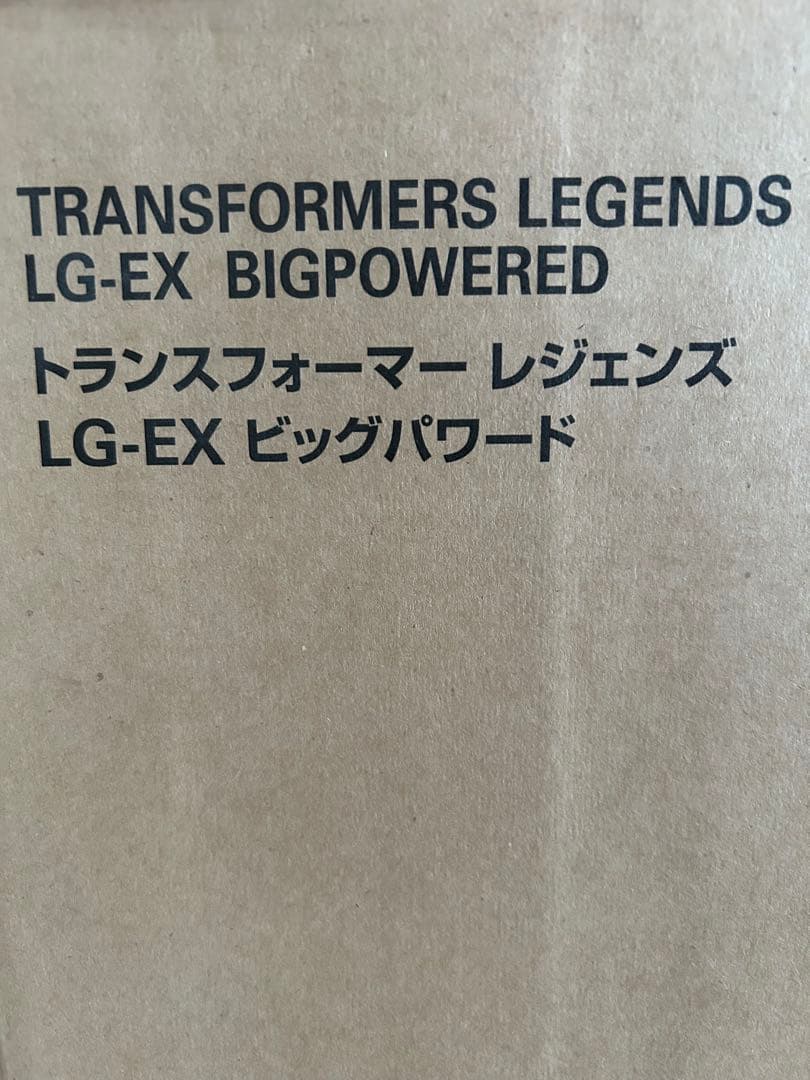 TRANSFORMERS LEGENDS
LG-EX BIGPOWERED
トランスフォーマー レジェンズ
LG-EX ビッグパワード